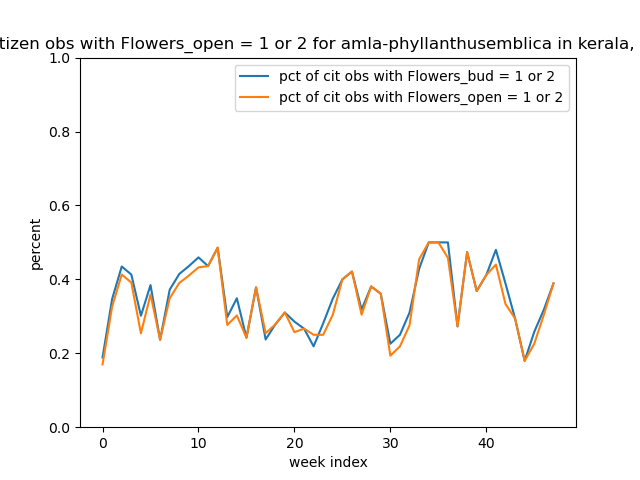 tizen obs with Flowers_open = 1 or 2 for amla-phyllanthusemblica in kerala,
1.0
pct of cit obs with Flowers_bud = 1 or 2
pct of cit obs with Flowers_open = 1 or 2
0.8
0.6
percent
0.4
0.2
0.0
0 10 20 30 40
week index